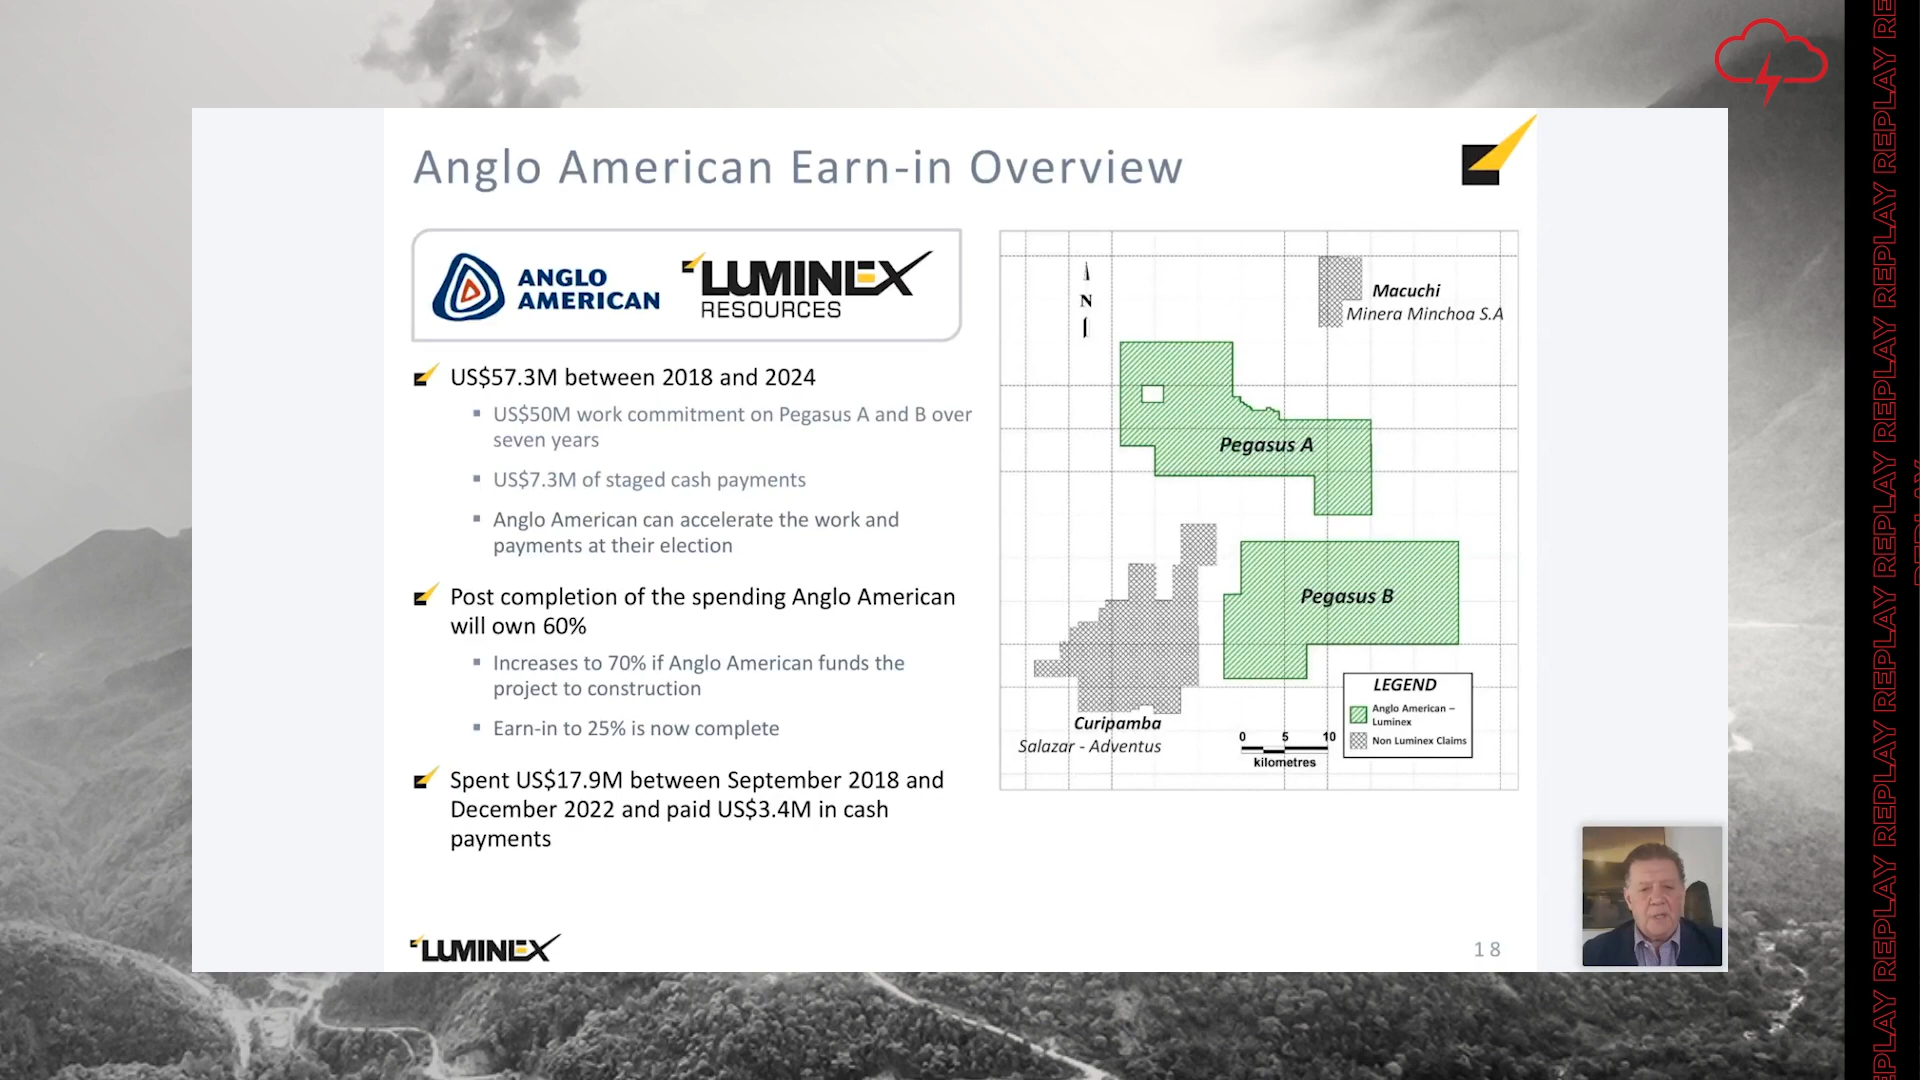 Anglo American Earn-in Overview
ANGLO
AMERICAN
LUMINEX
RESOURCES
US$57.3M between 2018 and 2024
US$50M work commitment on Pegasus A and B over
seven years
US$7.3M of staged cash payments
Anglo American can accelerate the work and
payments at their election
Post completion of the spending Anglo American
will own 60%
Increases to 70% if Anglo American funds the
project to construction
Earn-in to 25% is now complete
Spent US$17.9M between September 2018 and
December 2022 and paid US$3.4M in cash
payments
N
Macuchi
Minera Minchoa S.A
Pegasus A
Pegasus B
Curipamba
Salazar - Adventus
0 5 10
kilometres
LEGEND
Anglo American –
Luminex
Non Luminex Claims
LUMINEX
18
REPLAY REPLAY REPLAY REPLAY REPLAY REPLAY REPLAY
REPLAY